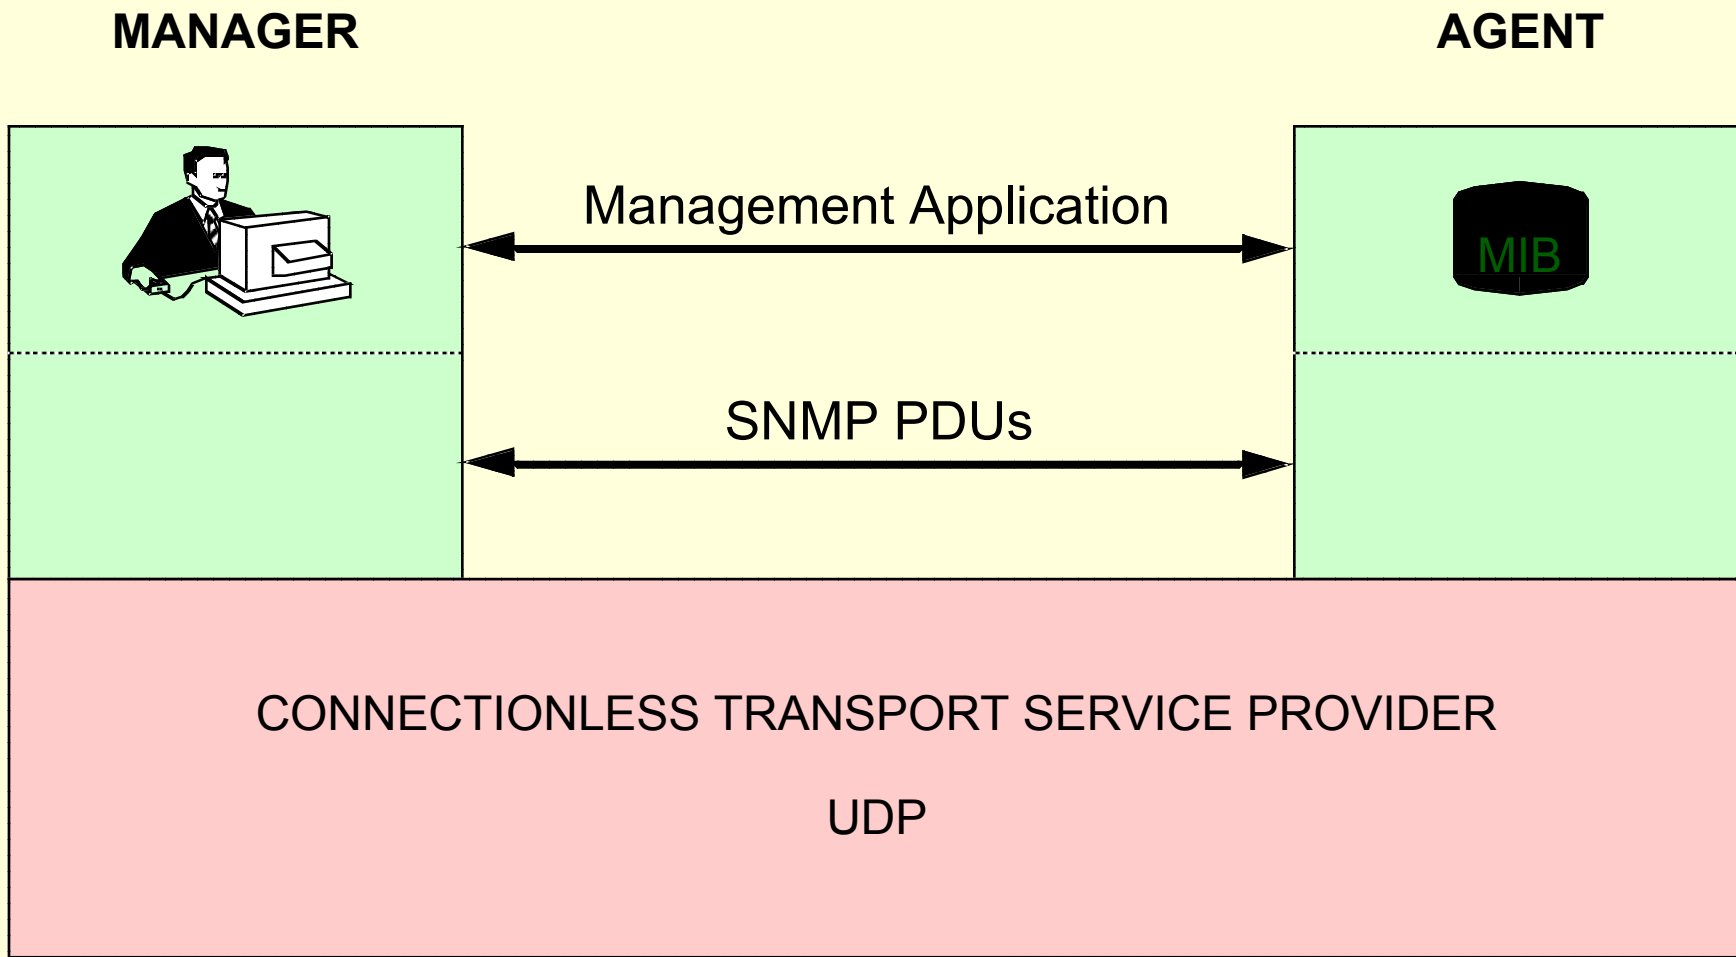 MANAGER
AGENT
Management Application
MIB
SNMP PDUs
CONNECTIONLESS TRANSPORT SERVICE PROVIDER
UDP